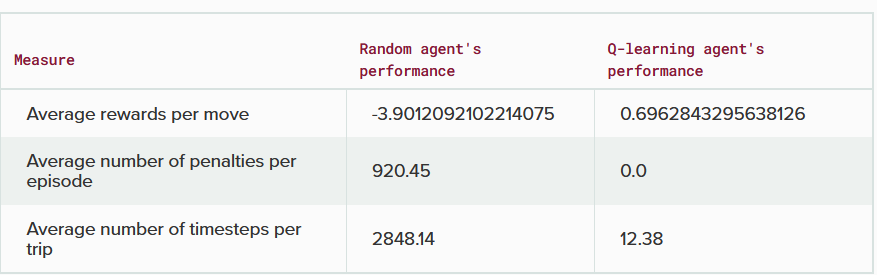 Measure
Random agent's
performance
Q-learning agent's
performance
Average rewards per move
-3.9012092102214075
0.6962843295638126
Average number of penalties per
episode
920.45
0.0
Average number of timesteps per
trip
2848.14
12.38